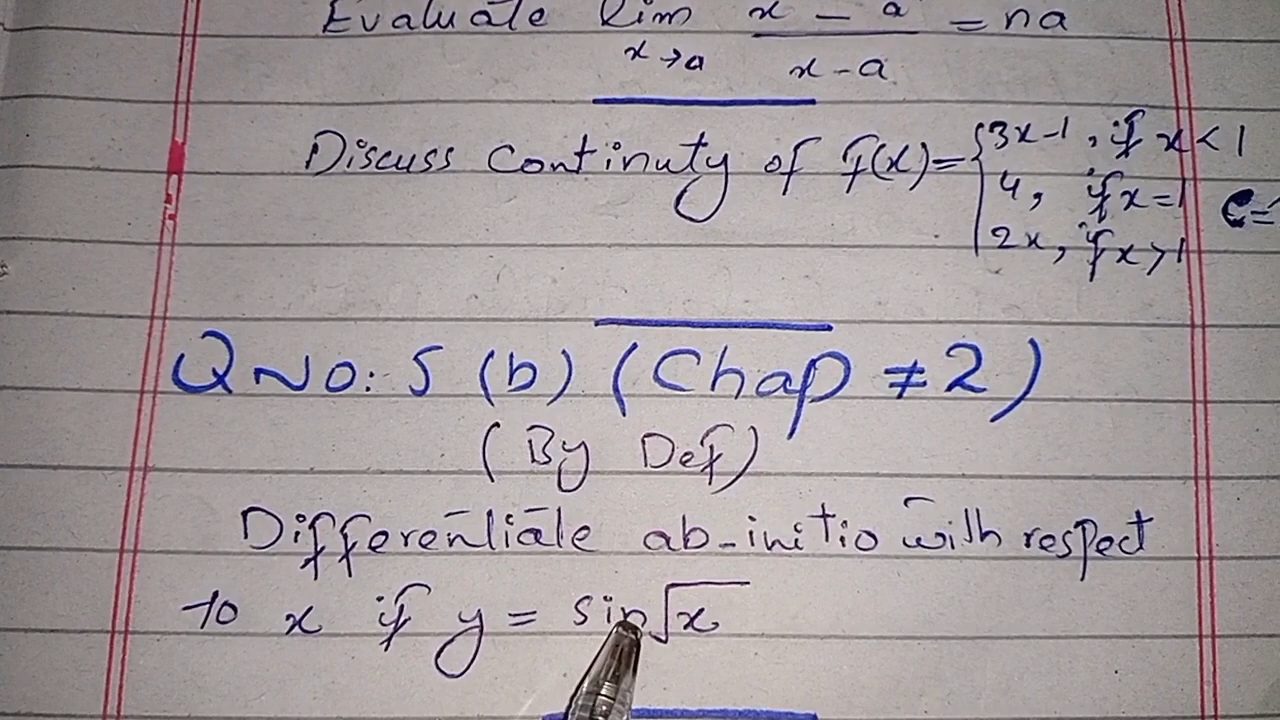 Evaluate lim x - a = na
x→a x-a
Discuss Continuty of f(x)= {3x-1, if x < 1
4, if x=1 C=
2x, if x>1
Q NO: 5 (b) (Chap # 2)
(By Def)
Differentiate ab-initio with respect
to x if y = sin√x